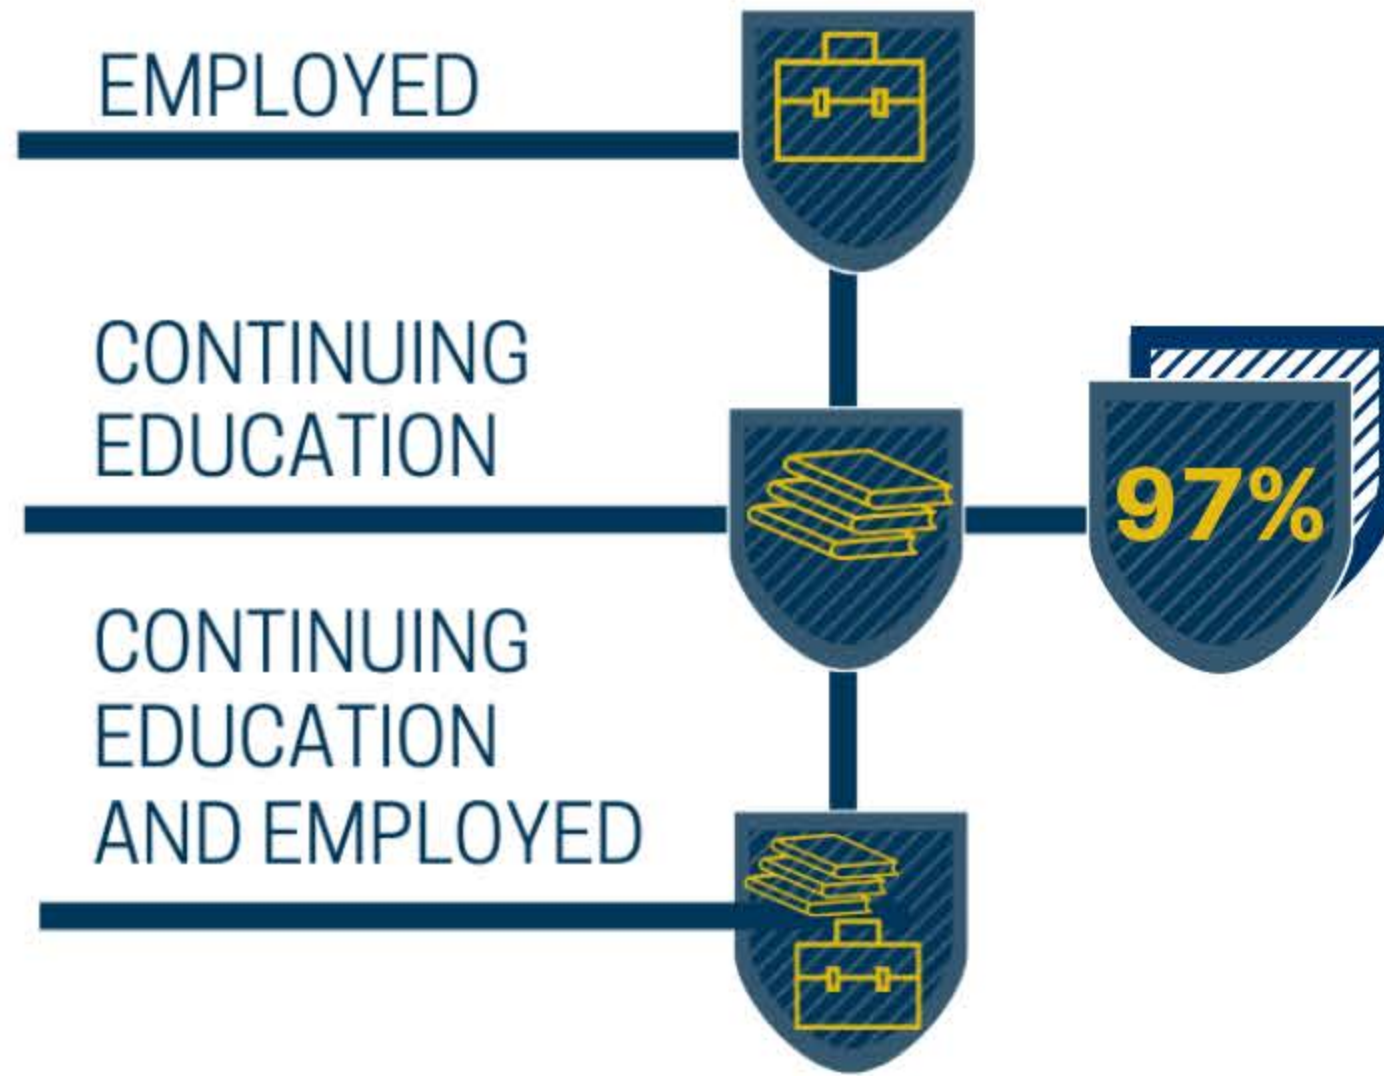 EMPLOYED
CONTINUING
EDUCATION
97%
CONTINUING
EDUCATION
AND EMPLOYED